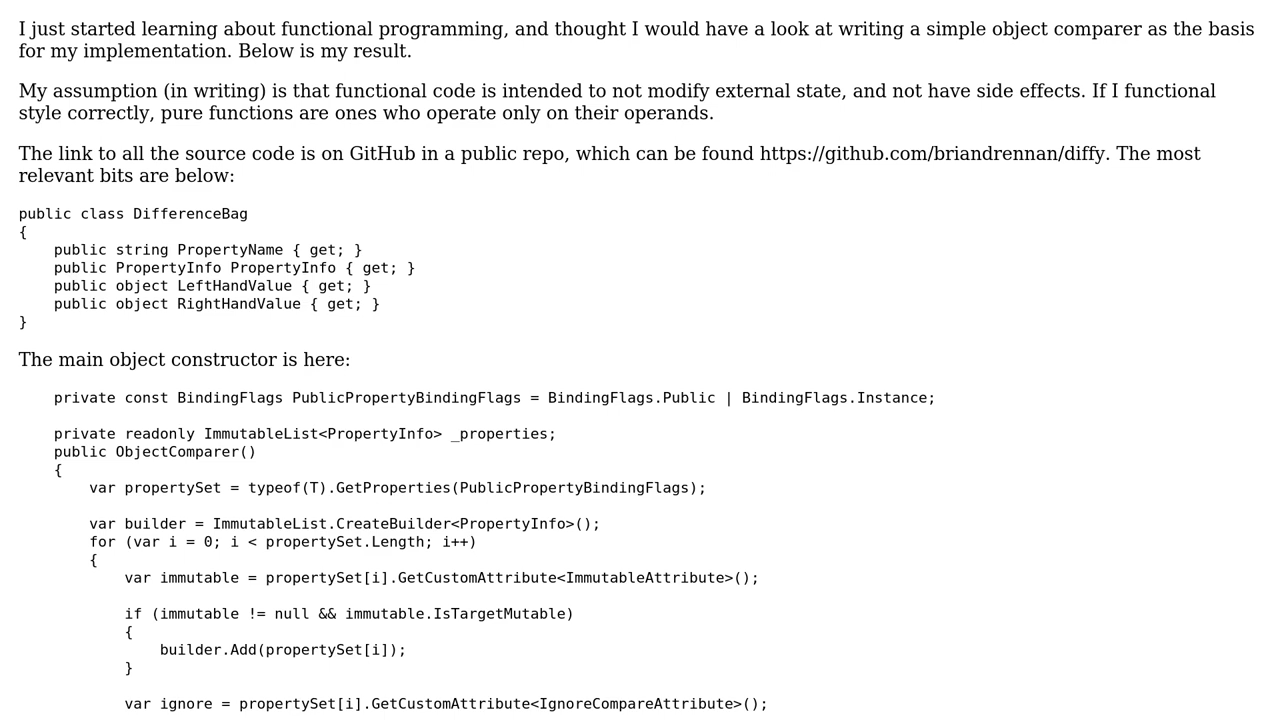 I just started learning about functional programming, and thought I would have a look at writing a simple object comparer as the basis
for my implementation. Below is my result.
My assumption (in writing) is that functional code is intended to not modify external state, and not have side effects. If I functional
style correctly, pure functions are ones who operate only on their operands.
The link to all the source code is on GitHub in a public repo, which can be found https://github.com/briandrennan/diffy. The most
relevant bits are below:
public class DifferenceBag
{
    public string PropertyName { get; }
    public PropertyInfo PropertyInfo { get; }
    public object LeftHandValue { get; }
    public object RightHandValue { get; }
}
The main object constructor is here:
    private const BindingFlags PublicPropertyBindingFlags = BindingFlags.Public | BindingFlags.Instance;
    private readonly ImmutableList<PropertyInfo> _properties;
    public ObjectComparer()
    {
        var propertySet = typeof(T).GetProperties(PublicPropertyBindingFlags);
        var builder = ImmutableList.CreateBuilder<PropertyInfo>();
        for (var i = 0; i < propertySet.Length; i++)
        {
            var immutable = propertySet[i].GetCustomAttribute<ImmutableAttribute>();
            if (immutable != null && immutable.IsTargetMutable)
            {
                builder.Add(propertySet[i]);
            }
            var ignore = propertySet[i].GetCustomAttribute<IgnoreCompareAttribute>();